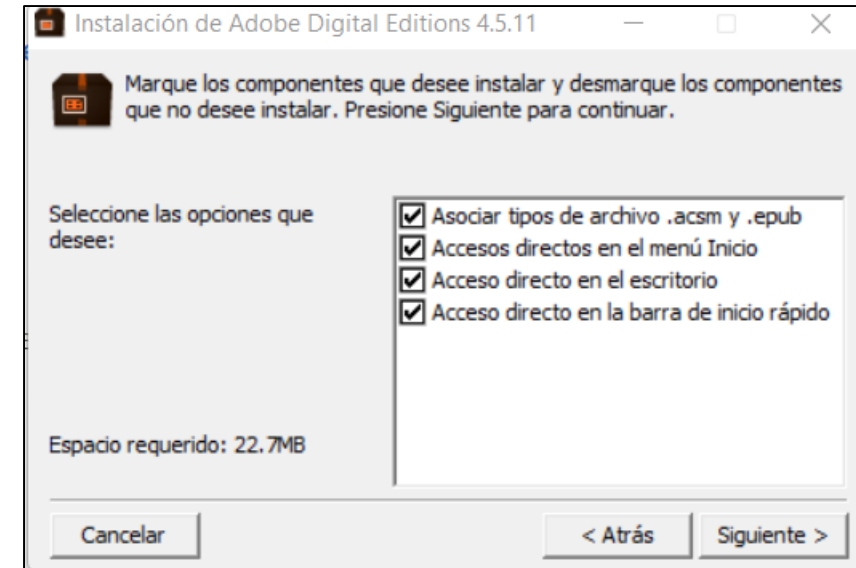 Instalación de Adobe Digital Editions 4.5.11
Marque los componentes que desee instalar y desmarque los componentes
que no desee instalar. Presione Siguiente para continuar.
Seleccione las opciones que
desee:
Asociar tipos de archivo .acsm y .epub
Accesos directos en el menú Inicio
Acceso directo en el escritorio
Acceso directo en la barra de inicio rápido
Espacio requerido: 22.7MB
Cancelar
< Atrás
Siguiente >